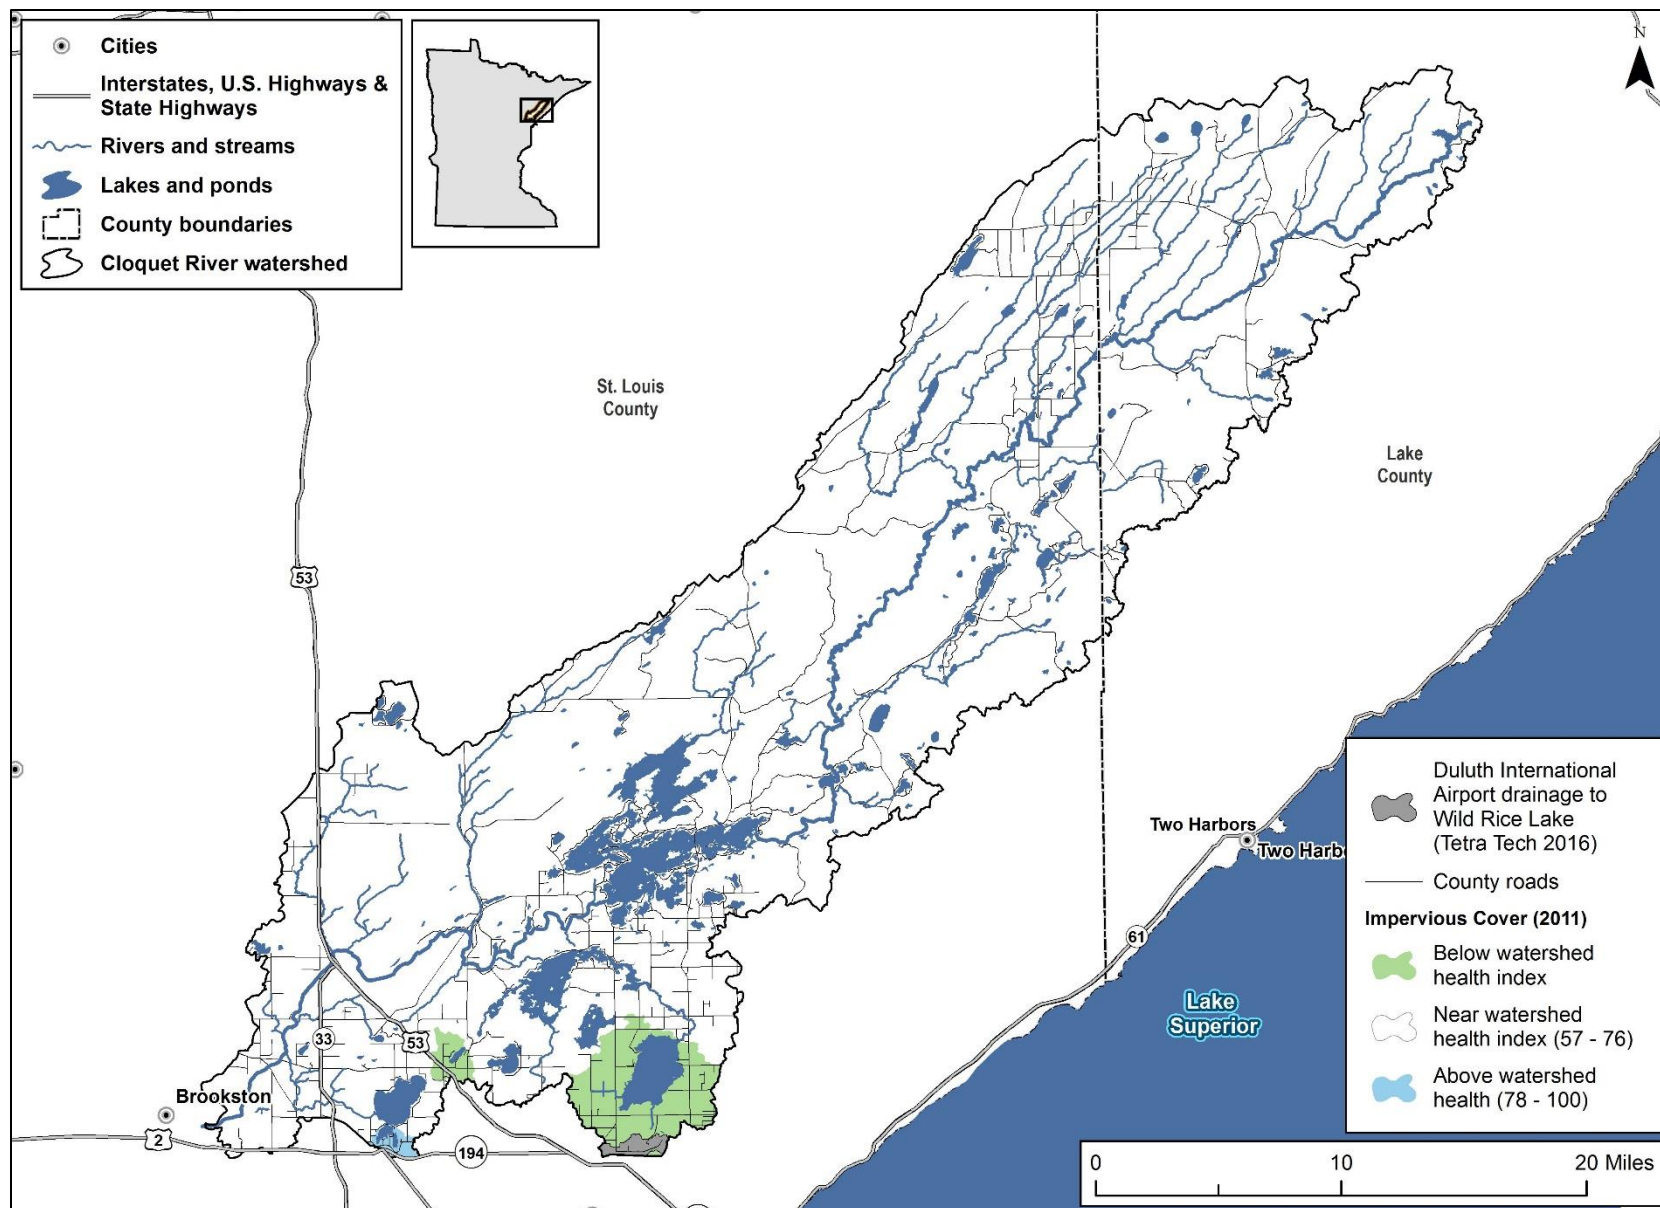 Cities
Interstates, U.S. Highways &
State Highways
Rivers and streams
Lakes and ponds
County boundaries
Cloquet River watershed
N
St. Louis
County
Lake
County
53
Duluth International
Airport drainage to
Wild Rice Lake
(Tetra Tech 2016)
County roads
Impervious Cover (2011)
Below watershed
health index
Near watershed
health index (57 - 76)
Above watershed
health (78 - 100)
Two Harbors
Two Harb
61
Lake
Superior
33
53
Brookston
2
194
0
10
20 Miles